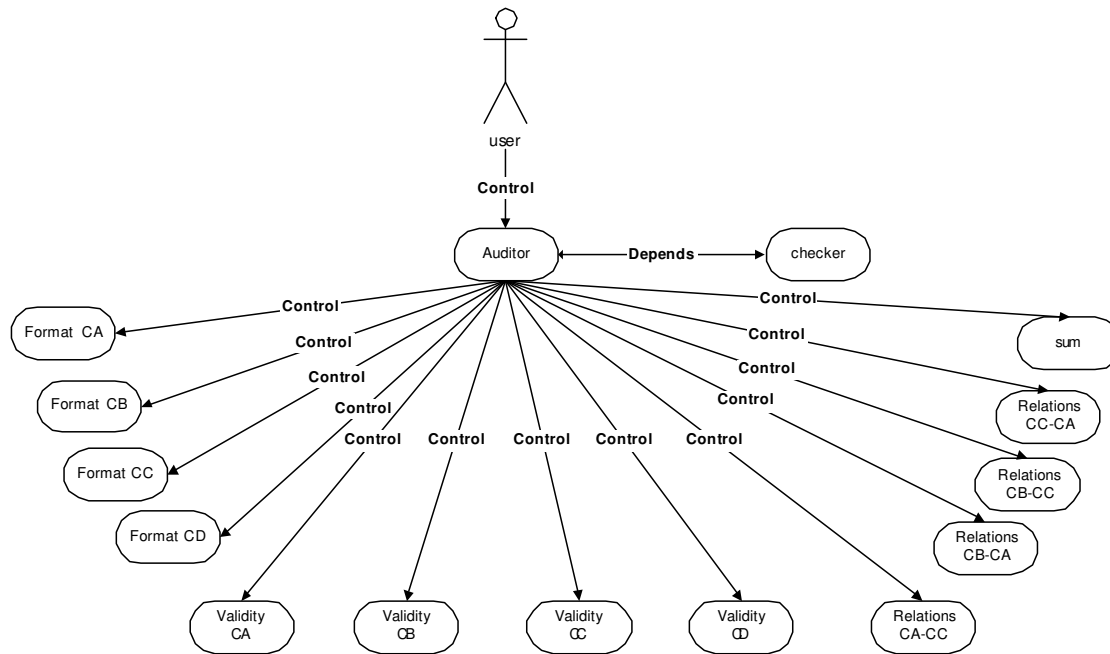 user
Control
Auditor
Depends
checker
Control
Control
Format CA
sum
Control
Control
Format CB
Control
Control
Relations
CC-CA
Control
Control
Control
Control
Control
Control
Control
Format CC
Relations
CB-CC
Format CD
Relations
CB-CA
Validity
CA
Validity
CB
Validity
CC
Validity
CD
Relations
CA-CC